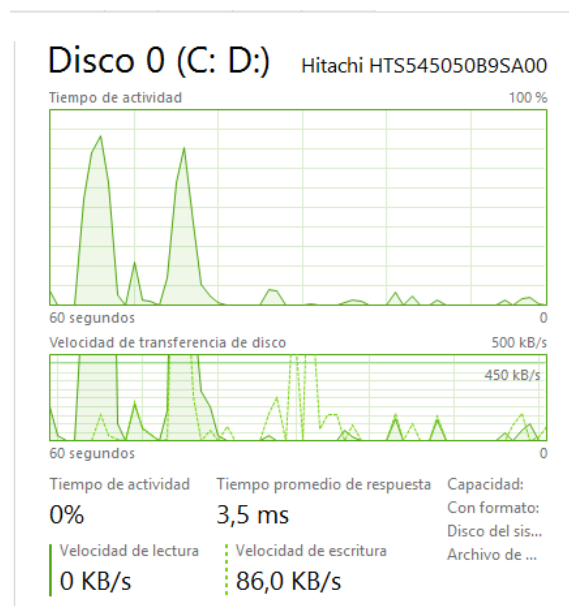 Disco 0 (C: D:) Hitachi HTS545050B9SA00
Tiempo de actividad 100 %
60 segundos 0
Velocidad de transferencia de disco 500 kB/s
450 kB/s
60 segundos 0
Tiempo de actividad Tiempo promedio de respuesta Capacidad:
0% 3,5 ms Con formato:
Disco del sis...
Velocidad de lectura Velocidad de escritura Archivo de ...
0 KB/s 86,0 KB/s